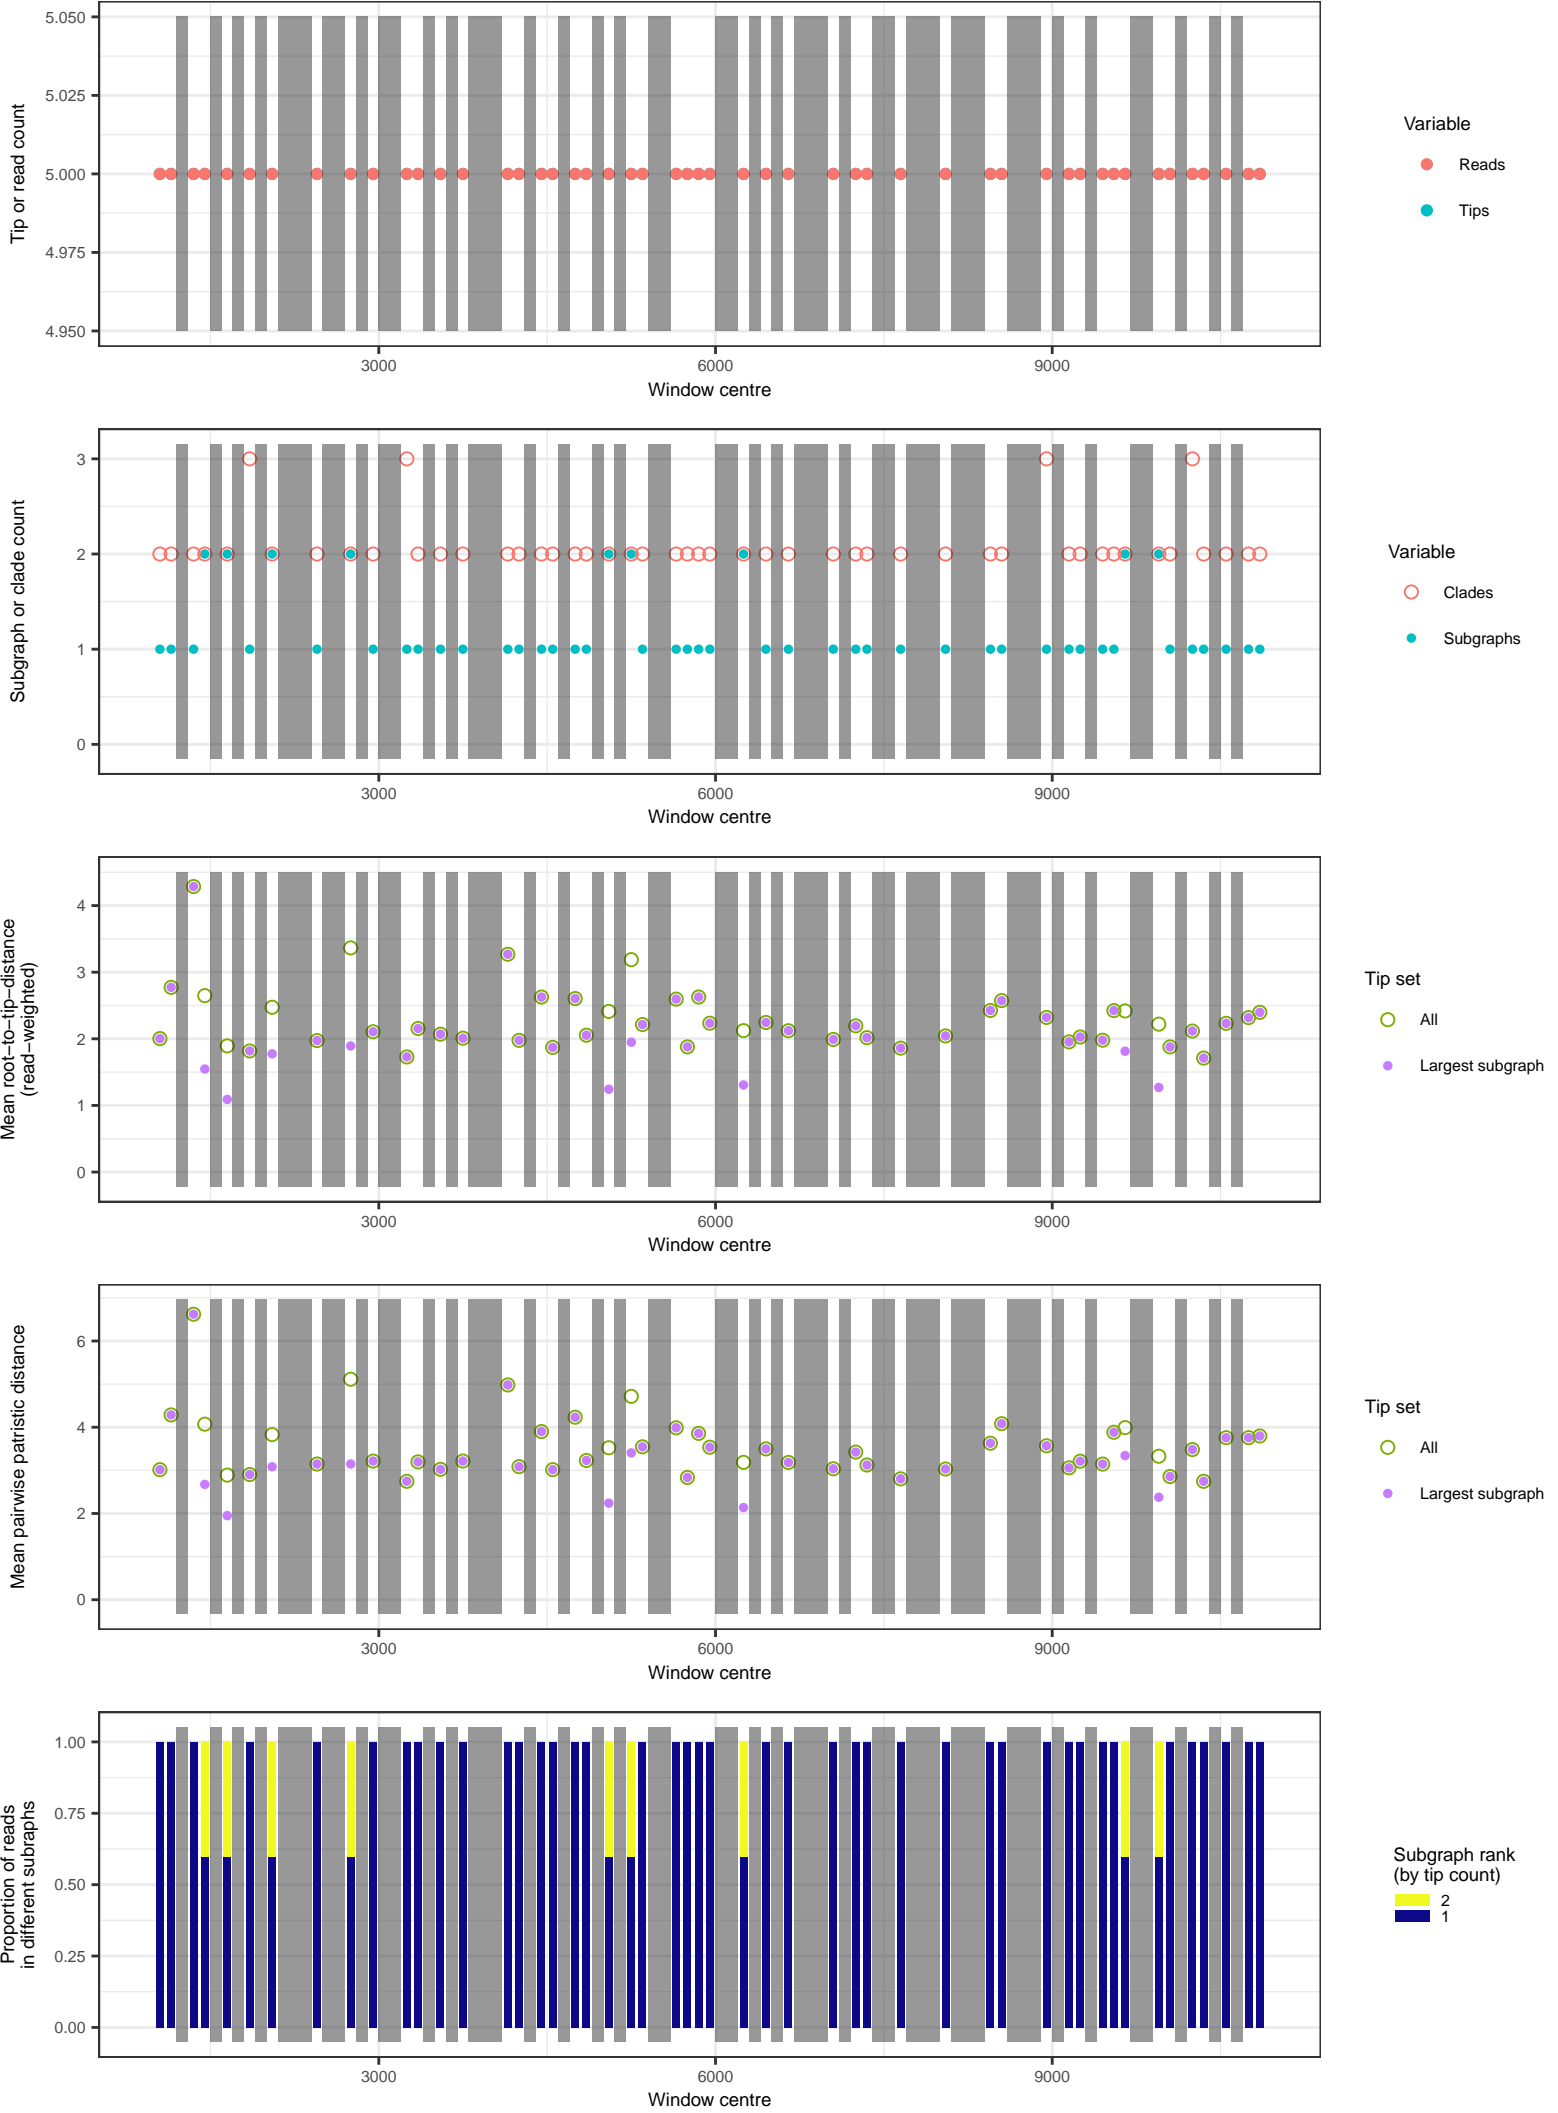 5.050
5.025
5.000
4.975
4.950
Tip or read count
3000 6000 9000
Window centre
Variable
Reads
Tips
3
2
1
0
Subgraph or clade count
3000 6000 9000
Window centre
Variable
Clades
Subgraphs
4
3
2
1
0
Mean root−to−tip−distance
(read−weighted)
3000 6000 9000
Window centre
Tip set
All
Largest subgraph
6
4
2
0
Mean pairwise patristic distance
3000 6000 9000
Window centre
Tip set
All
Largest subgraph
1.00
0.75
0.50
0.25
0.00
Proportion of reads
in different subraphs
3000 6000 9000
Window centre
Subgraph rank
(by tip count)
2
1